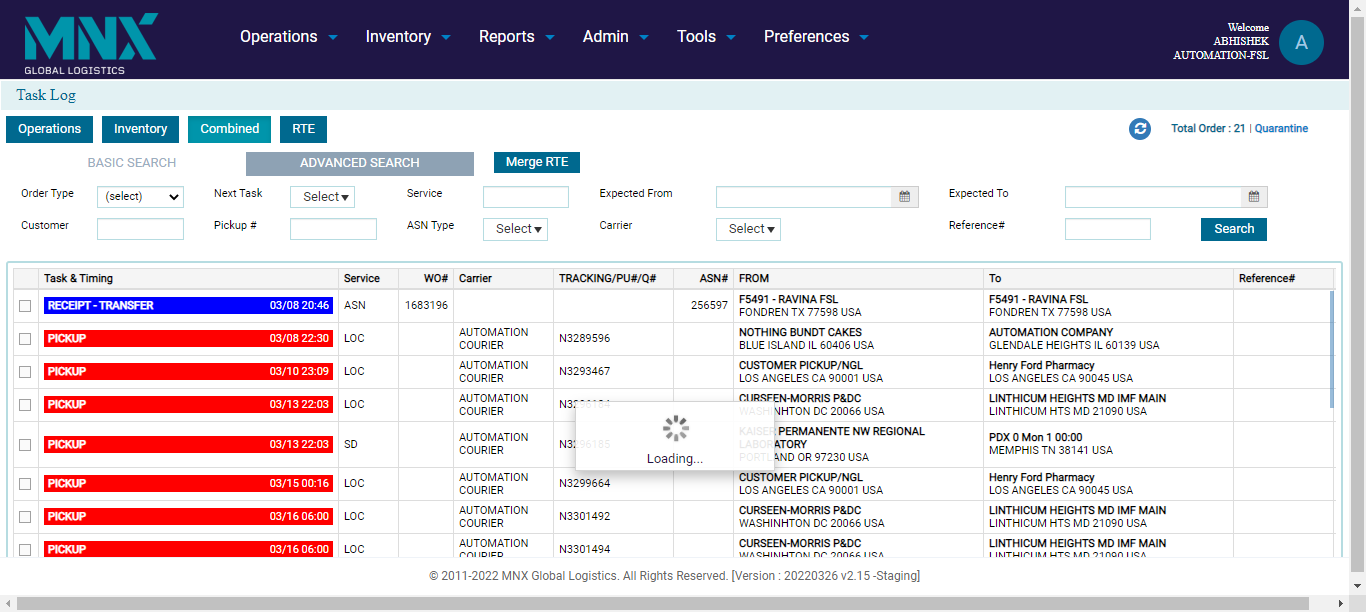 MNX
GLOBAL LOGISTICS
Operations Inventory Reports Admin Tools Preferences
Welcome
ABHISHEK
AUTOMATION-FSL
A
Task Log
Operations Inventory Combined RTE
Total Order : 21 | Quarantine
BASIC SEARCH ADVANCED SEARCH Merge RTE
Order Type (select) Next Task Select▾ Service Expected From Expected To
Customer Pickup # ASN Type Select▾ Carrier Select▾ Reference# Search
Task & Timing Service WO# Carrier TRACKING/PU#/Q# ASN# FROM To Reference#
RECEIPT - TRANSFER 03/08 20:46 ASN 1683196 256597 F5491 - RAVINA FSL F5491 - RAVINA FSL
FONDREN TX 77598 USA FONDREN TX 77598 USA
PICKUP 03/08 22:30 LOC AUTOMATION COURIER N3289596 NOTHING BUNDT CAKES AUTOMATION COMPANY
BLUE ISLAND IL 60406 USA GLENDALE HEIGHTS IL 60139 USA
PICKUP 03/10 23:09 LOC AUTOMATION COURIER N3293467 CUSTOMER PICKUP/NGL Henry Ford Pharmacy
LOS ANGELES CA 90001 USA LOS ANGELES CA 90045 USA
PICKUP 03/13 22:03 LOC AUTOMATION COURIER CURSEEN-MORRIS P&DC LINTHICUM HEIGHTS MD IMF MAIN
WASHINHTON DC 20066 USA LINTHICUM HTS MD 21090 USA
PICKUP 03/13 22:03 SD AUTOMATION COURIER N3296185 KAISER PERMANENTE NW REGIONAL PDX 0 Mon 1 00:00
LABORATORY MEMPHIS TN 38141 USA
PORTLAND OR 97230 USA
Loading...
PICKUP 03/15 00:16 LOC AUTOMATION COURIER N3299664 CUSTOMER PICKUP/NGL Henry Ford Pharmacy
LOS ANGELES CA 90001 USA LOS ANGELES CA 90045 USA
PICKUP 03/16 06:00 LOC AUTOMATION COURIER N3301492 CURSEEN-MORRIS P&DC LINTHICUM HEIGHTS MD IMF MAIN
WASHINHTON DC 20066 USA LINTHICUM HTS MD 21090 USA
PICKUP 03/16 06:00 LOC AUTOMATION COURIER N3301494 CURSEEN-MORRIS P&DC LINTHICUM HEIGHTS MD IMF MAIN
WASHINHTON DC 20066 USA LINTHICUM HTS MD 21090 USA
© 2011-2022 MNX Global Logistics. All Rights Reserved. [Version : 20220326 v2.15 -Staging]